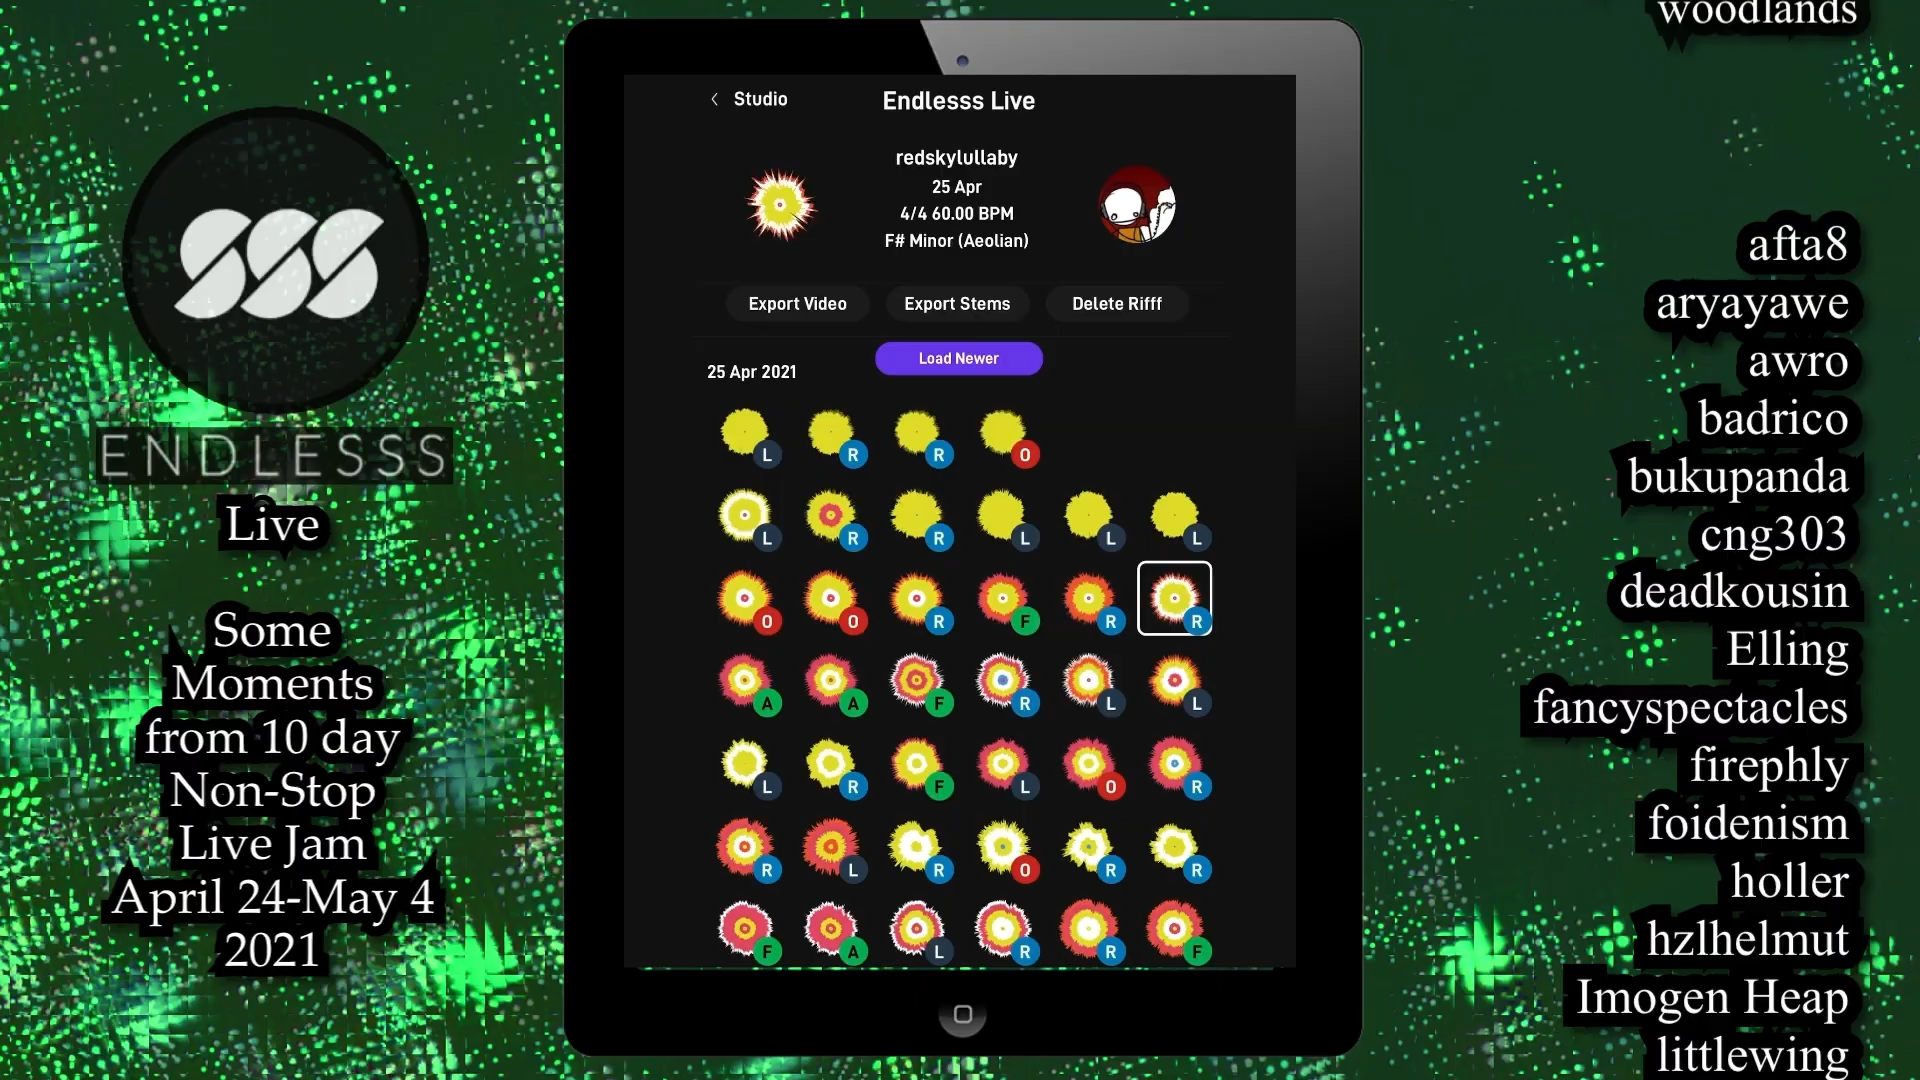 ENDLESSS
Live
Some
Moments
from 10 day
Non-Stop
Live Jam
April 24-May 4
2021
Studio
Endlesss Live
redskylullaby
25 Apr
4/4 60.00 BPM
F# Minor (Aeolian)
Export Video
Export Stems
Delete Rifff
Load Newer
25 Apr 2021
L R R O
L R R L L L
O O R F R R
A A F R L L
L R F L O R
R L R O R R
F A L R R F
woodlands
afta8
aryayawe
awro
badrico
bukupanda
cng303
deadkousin
Elling
fancyspectacles
firephly
foidenism
holler
hzlhelmut
Imogen Heap
littlewing